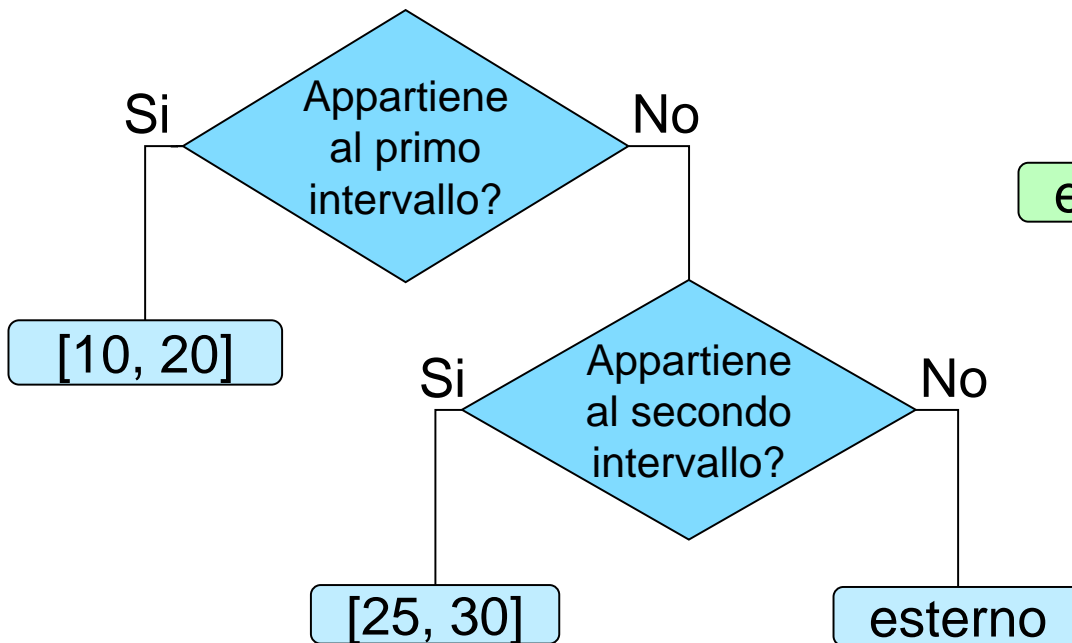 Si
Appartiene
al primo
intervallo?
No
[10, 20]
Si
Appartiene
al secondo
intervallo?
No
[25, 30]
esterno